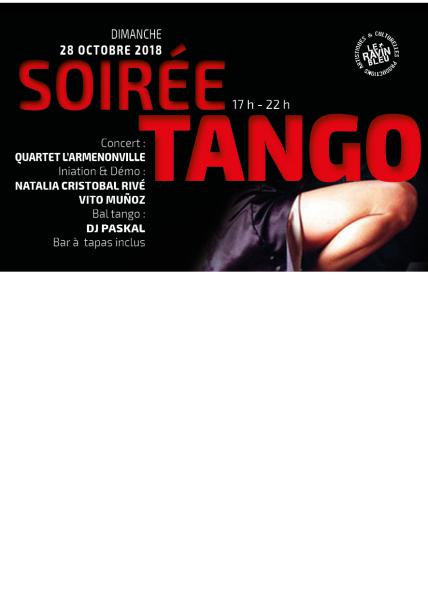 DIMANCHE
28 OCTOBRE 2018
SOIRÉE
17 h - 22 h
TANGO
Concert :
QUARTET L'ARMENONVILLE
Iniation & Démo :
NATALIA CRISTOBAL RIVÉ
VITO MUÑOZ
Bal tango :
DJ PASKAL
Bar à tapas inclus
LE
RAVIN
BLEU
PRODUCTIONS ARTISTIQUES & CULTURELLES